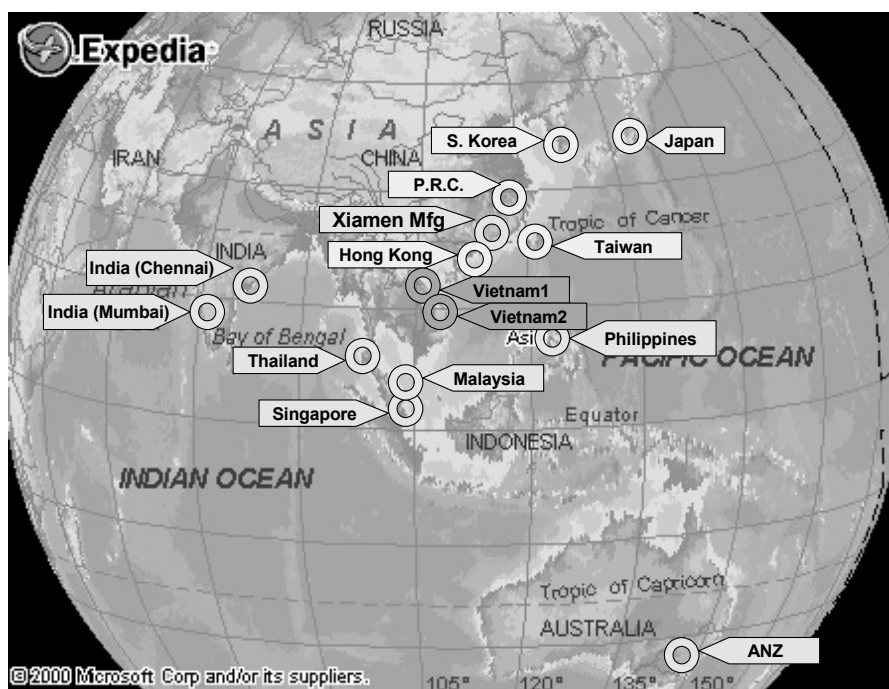 RUSSIA
Expedia
A S I A
S. Korea
Japan
IRAN
CHINA
P.R.C.
Xiamen Mfg
Tropic of Cancer
Taiwan
INDIA
Hong Kong
India (Chennai)
Vietnam1
India (Mumbai)
Vietnam2
Bay of Bengal
Asi
Philippines
Thailand
PACIFIC OCEAN
Malaysia
Singapore
Equator
INDONESIA
INDIAN OCEAN
Tropic of Capricorn
AUSTRALIA
ANZ
© 2000 Microsoft Corp and/or its suppliers.
105° 120° 135° 150°